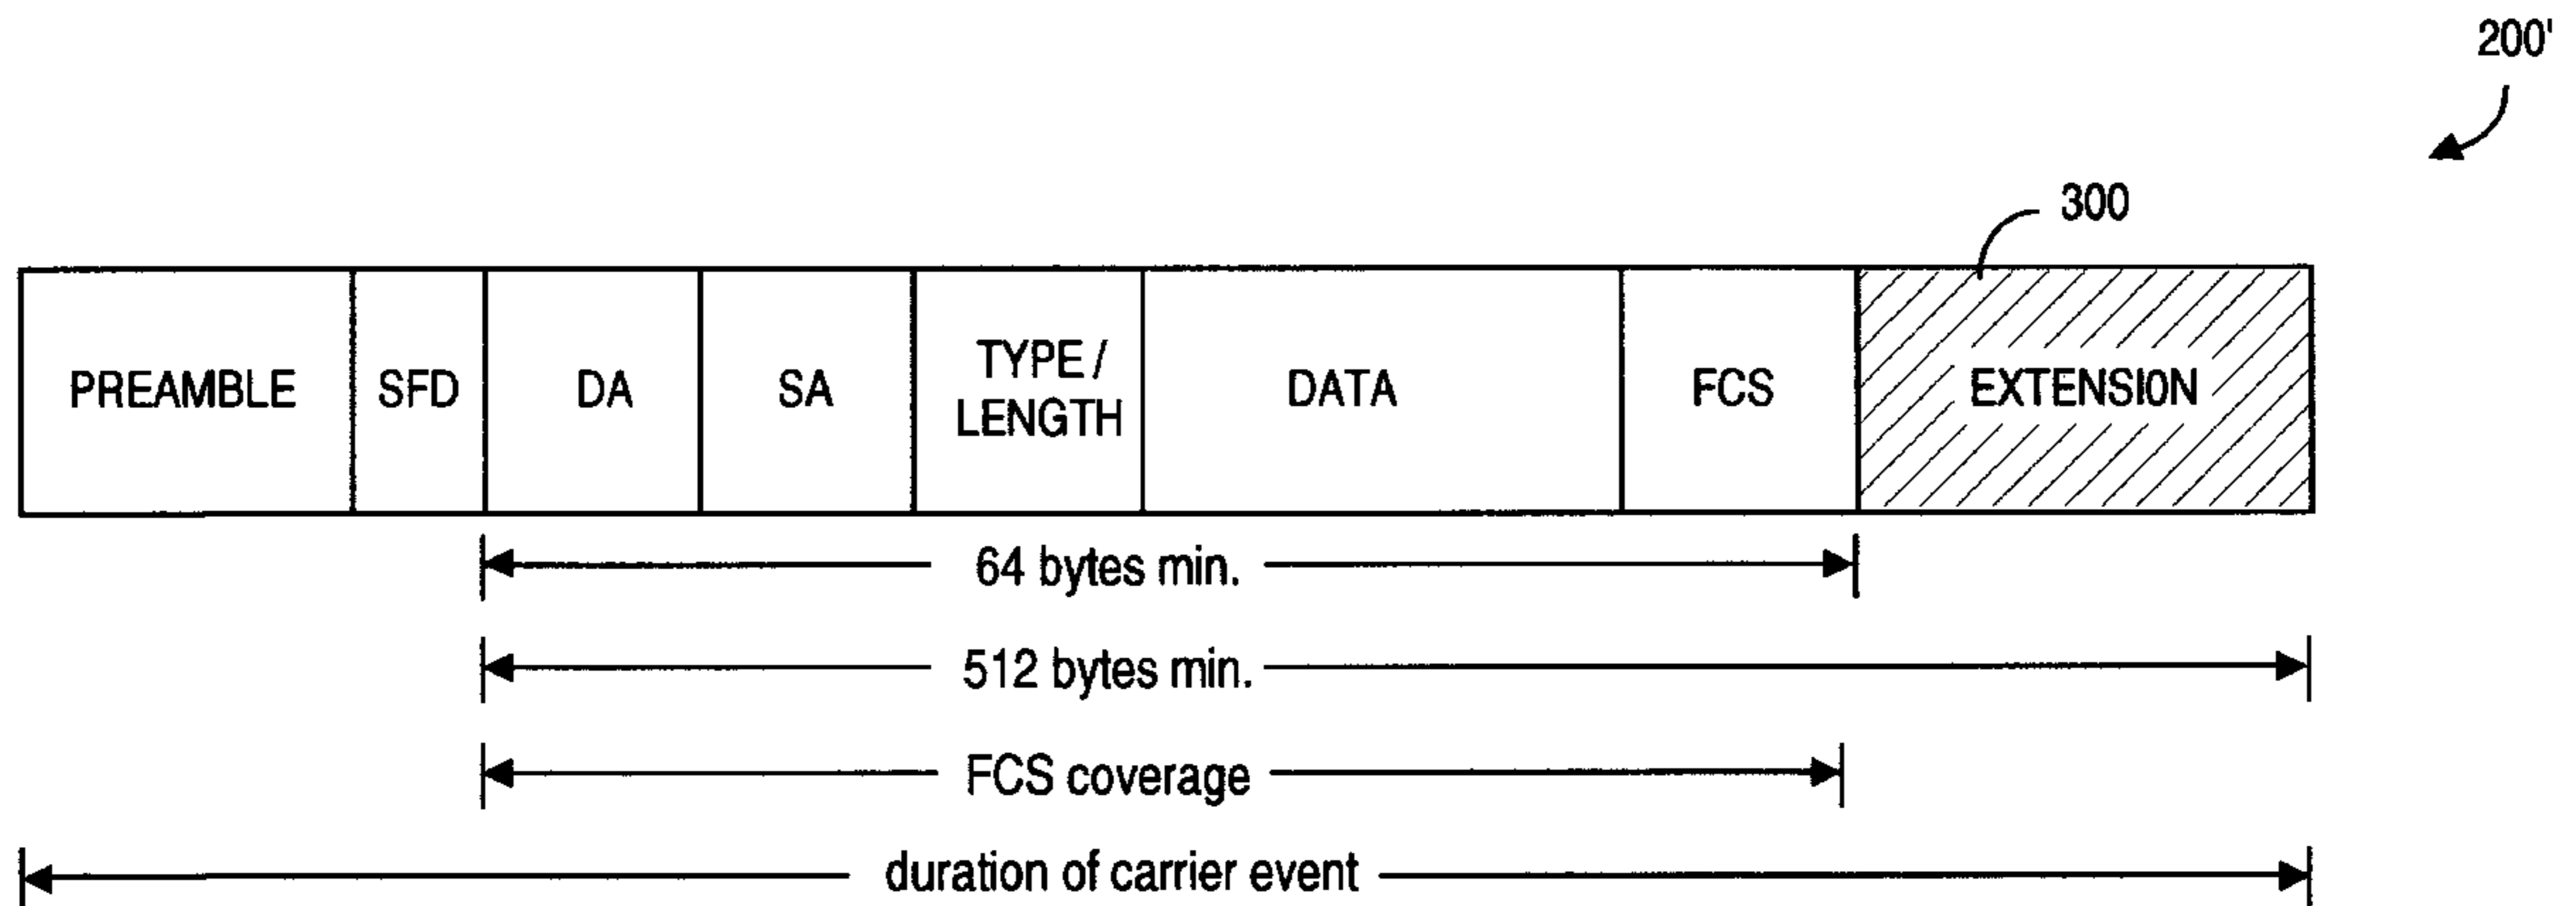 200'
300
PREAMBLE
SFD
DA
SA
TYPE /
LENGTH
DATA
FCS
EXTENSION
64 bytes min.
512 bytes min.
FCS coverage
duration of carrier event